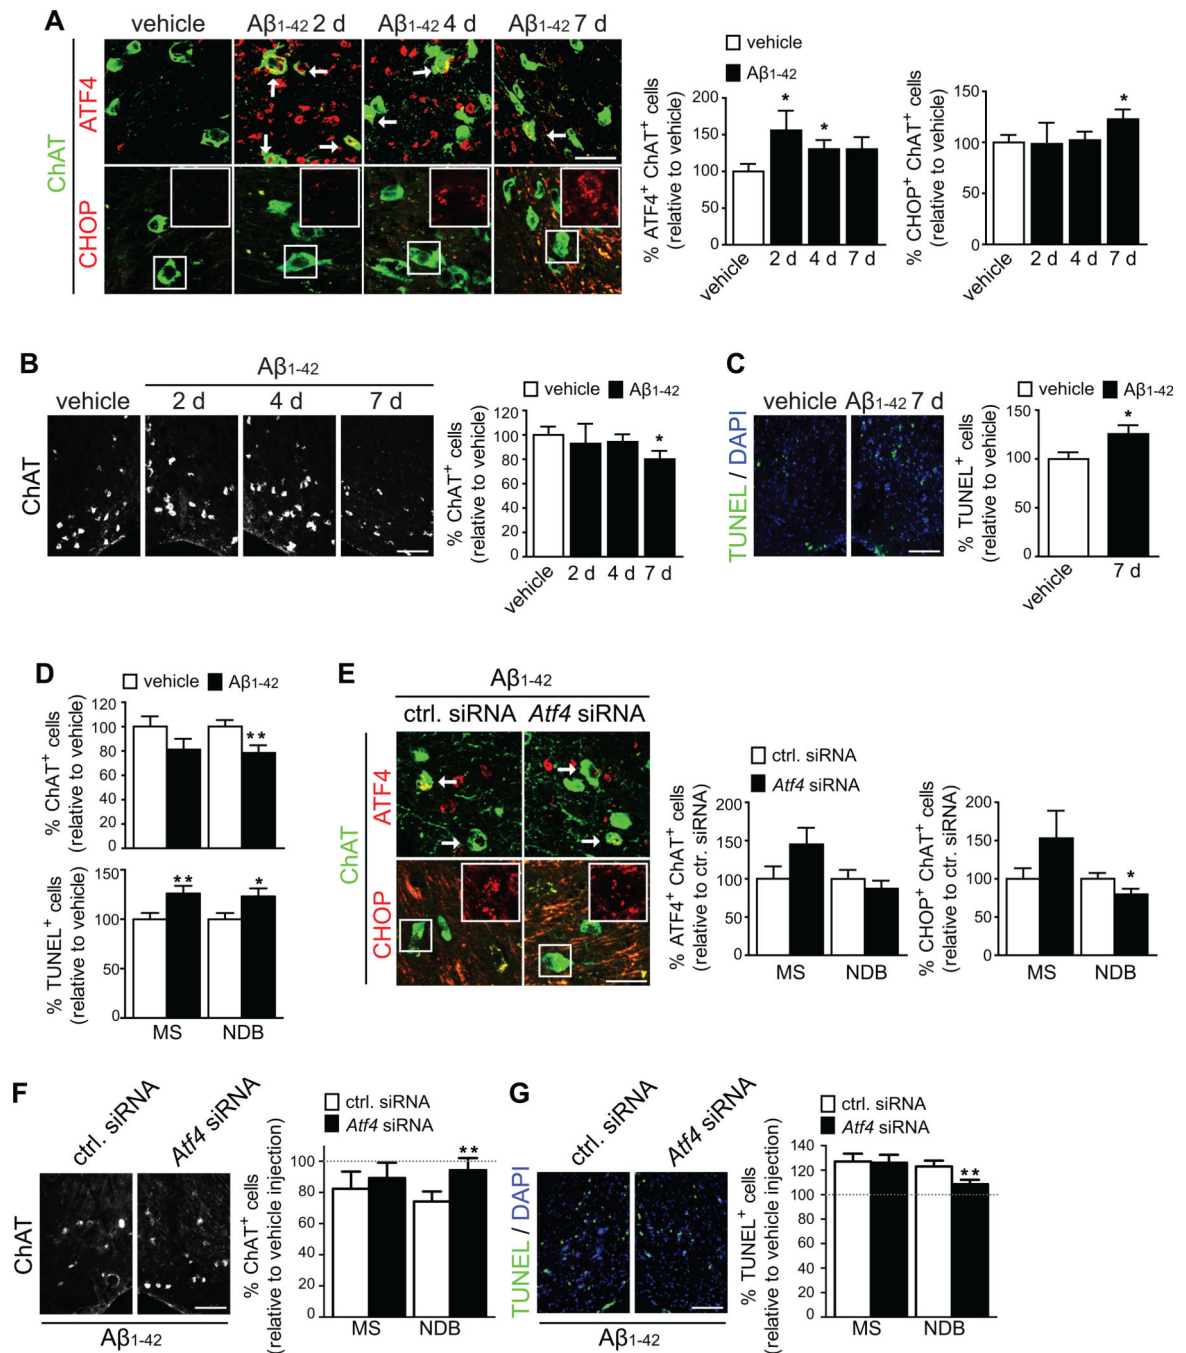 A
vehicle Aβ1-42 2 d Aβ1-42 4 d Aβ1-42 7 d
ChAT
ATF4
CHOP
vehicle
Aβ1-42
% ATF4+ ChAT+ cells
(relative to vehicle)
200
150
100
50
0
*
*
vehicle 2 d 4 d 7 d
% CHOP+ ChAT+ cells
(relative to vehicle)
150
100
50
0
*
vehicle 2 d 4 d 7 d
B
Aβ1-42
vehicle 2 d 4 d 7 d
ChAT
vehicle Aβ1-42
% ChAT+ cells
(relative to vehicle)
120
100
80
60
40
20
0
*
vehicle 2 d 4 d 7 d
C
vehicle Aβ1-42 7 d
TUNEL / DAPI
vehicle Aβ1-42
% TUNEL+ cells
(relative to vehicle)
150
100
50
0
*
vehicle 7 d
D
vehicle Aβ1-42
% ChAT+ cells
(relative to vehicle)
120
100
80
60
40
20
0
**
% TUNEL+ cells
(relative to vehicle)
150
100
50
0
** *
MS NDB
E
Aβ1-42
ctrl. siRNA Atf4 siRNA
ChAT
ATF4
CHOP
ctrl. siRNA
Atf4 siRNA
% ATF4+ ChAT+ cells
(relative to ctr. siRNA)
200
150
100
50
0
MS NDB
% CHOP+ ChAT+ cells
(relative to ctr. siRNA)
200
150
100
50
0
*
MS NDB
F
ctrl. siRNA Atf4 siRNA
ChAT
Aβ1-42
ctrl. siRNA
Atf4 siRNA
% ChAT+ cells
(relative to vehicle injection)
100
80
60
40
20
0
**
MS NDB
G
ctrl. siRNA Atf4 siRNA
TUNEL / DAPI
Aβ1-42
ctrl. siRNA
Atf4 siRNA
% TUNEL+ cells
(relative to vehicle injection)
140
120
100
80
60
40
20
0
**
MS NDB